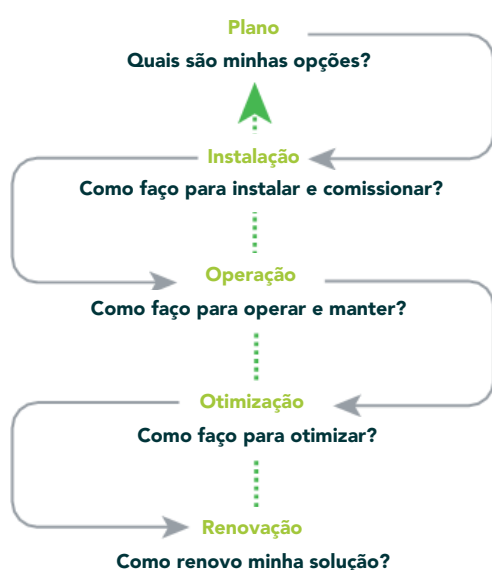 Plano
Quais são minhas opções?
Instalação
Como faço para instalar e comissionar?
Operação
Como faço para operar e manter?
Otimização
Como faço para otimizar?
Renovação
Como renovo minha solução?